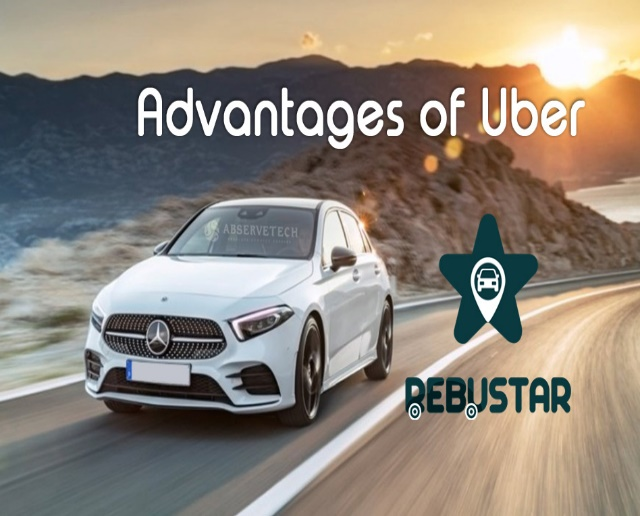 Advantages of Uber
ABSERVETECH
REBUSTAR